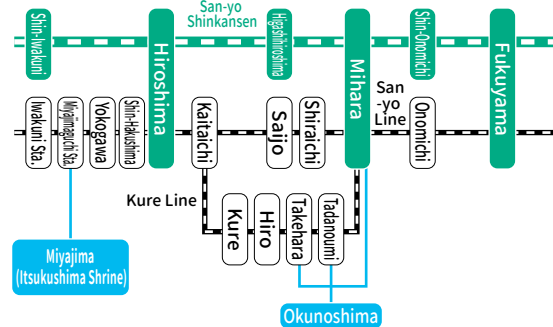 San-yo
Shinkansen
Shin-Iwakuni
Hiroshima
Higashihiroshima
Mihara
Shin-Onomichi
Fukuyama
San
-yo
Line
Iwakuni Sta.
Miyajimaguchi Sta.
Yokogawa
Shin-Hakushima
Kaitaichi
Saijo
Shiraichi
Onomichi
Kure Line
Kure
Hiro
Takehara
Tadanoumi
Miyajima
(Itsukushima Shrine)
Okunoshima